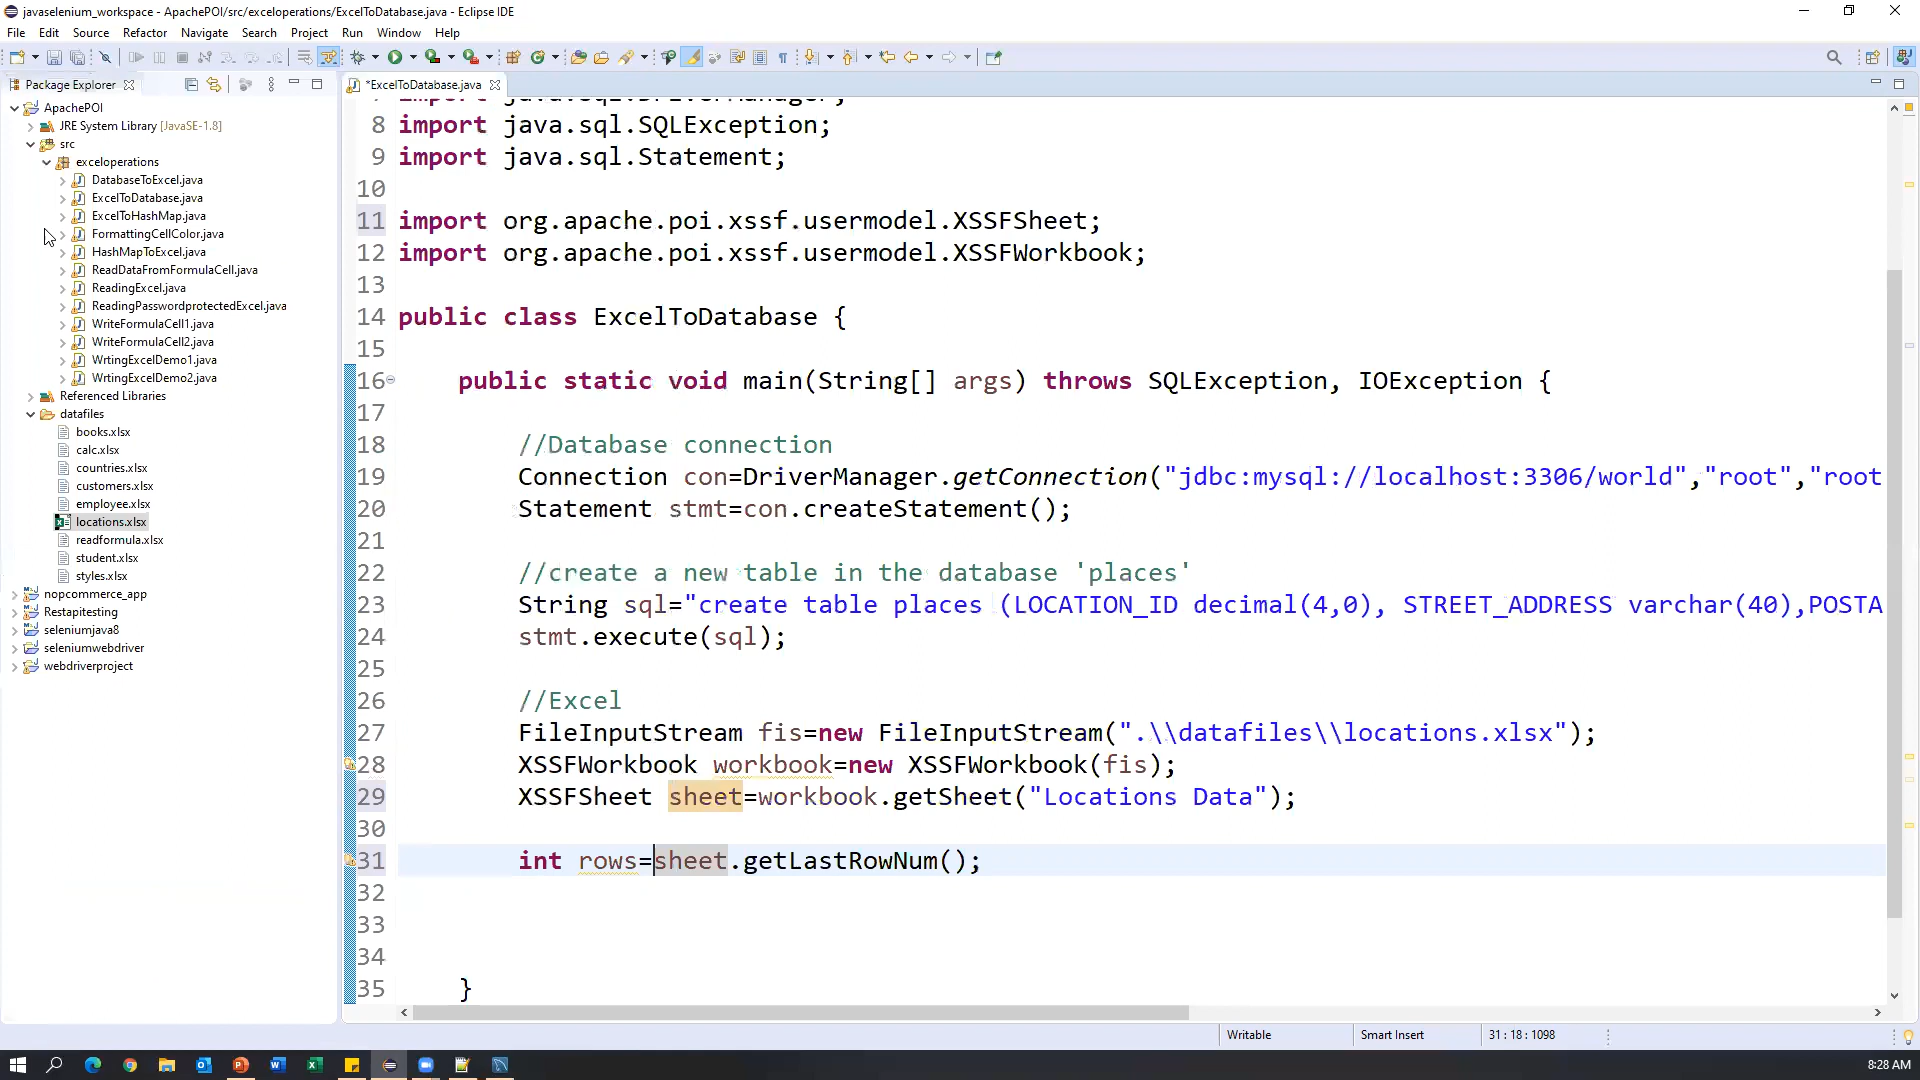 javaselenium_workspace - ApachePOI/src/exceloperations/ExcelToDatabase.java - Eclipse IDE
File Edit Source Refactor Navigate Search Project Run Window Help
Package Explorer
*ExcelToDatabase.java
ApachePOI
JRE System Library [JavaSE-1.8]
src
exceloperations
DatabaseToExcel.java
ExcelToDatabase.java
ExcelToHashMap.java
FormattingCellColor.java
HashMapToExcel.java
ReadDataFromFormulaCell.java
ReadingExcel.java
ReadingPasswordprotectedExcel.java
WriteFormulaCell1.java
WriteFormulaCell2.java
WrtingExcelDemo1.java
WrtingExcelDemo2.java
Referenced Libraries
datafiles
books.xlsx
calc.xlsx
countries.xlsx
customers.xlsx
employee.xlsx
locations.xlsx
readformula.xlsx
student.xlsx
styles.xlsx
nopcommerce_app
Restapitesting
seleniumjava8
seleniumwebdriver
webdriverproject
7 import java.sql.DriverManager;
8 import java.sql.SQLException;
9 import java.sql.Statement;
10
11 import org.apache.poi.xssf.usermodel.XSSFSheet;
12 import org.apache.poi.xssf.usermodel.XSSFWorkbook;
13
14 public class ExcelToDatabase {
15
16 public static void main(String[] args) throws SQLException, IOException {
17
18 //Database connection
19 Connection con=DriverManager.getConnection("jdbc:mysql://localhost:3306/world","root","root
20 Statement stmt=con.createStatement();
21
22 //create a new table in the database 'places'
23 String sql="create table places (LOCATION_ID decimal(4,0), STREET_ADDRESS varchar(40),POSTA
24 stmt.execute(sql);
25
26 //Excel
27 FileInputStream fis=new FileInputStream(".\\datafiles\\locations.xlsx");
28 XSSFWorkbook workbook=new XSSFWorkbook(fis);
29 XSSFSheet sheet=workbook.getSheet("Locations Data");
30
31 int rows=sheet.getLastRowNum();
32
33
34
35 }
Writable Smart Insert 31 : 18 : 1098
8:28 AM